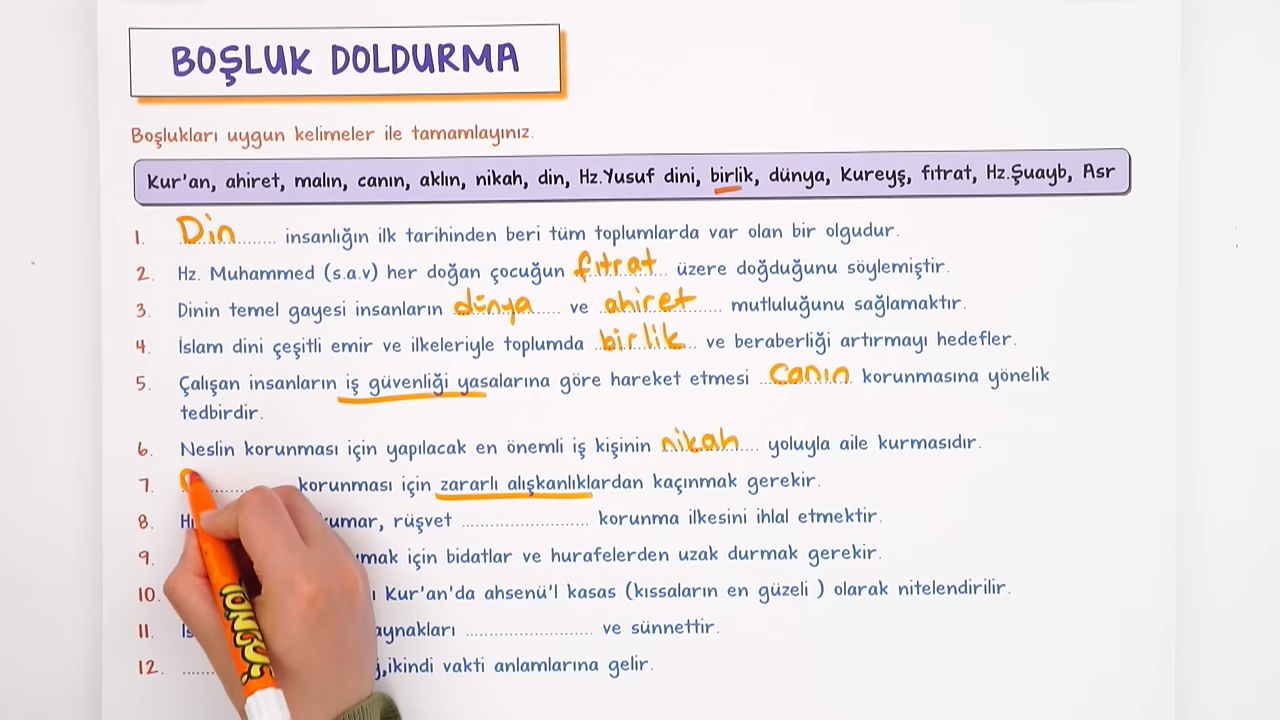 BOŞLUK DOLDURMA
Boşlukları uygun kelimeler ile tamamlayınız.
Kur'an, ahiret, malın, canın, aklın, nikah, din, Hz.Yusuf dini, birlik, dünya, Kureyş, fıtrat, Hz.Şuayb, Asr
1. Din insanlığın ilk tarihinden beri tüm toplumlarda var olan bir olgudur.
2. Hz. Muhammed (s.a.v) her doğan çocuğun fıtrat üzere doğduğunu söylemiştir.
3. Dinin temel gayesi insanların dünya ve ahiret mutluluğunu sağlamaktır.
4. İslam dini çeşitli emir ve ilkeleriyle toplumda birlik ve beraberliği artırmayı hedefler.
5. Çalışan insanların iş güvenliği yasalarına göre hareket etmesi canın korunmasına yönelik
tedbirdir.
6. Neslin korunması için yapılacak en önemli iş kişinin nikah yoluyla aile kurmasıdır.
7. korunması için zararlı alışkanlıklardan kaçınmak gerekir.
8. kumar, rüşvet ........ korunma ilkesini ihlal etmektir.
9. için bidatlar ve hurafelerden uzak durmak gerekir.
10. Kur'an'da ahsenü'l kasas (kıssaların en güzeli ) olarak nitelendirilir.
11. ........ ve sünnettir.
12. ........ ikindi vakti anlamlarına gelir.
TONGUÇ